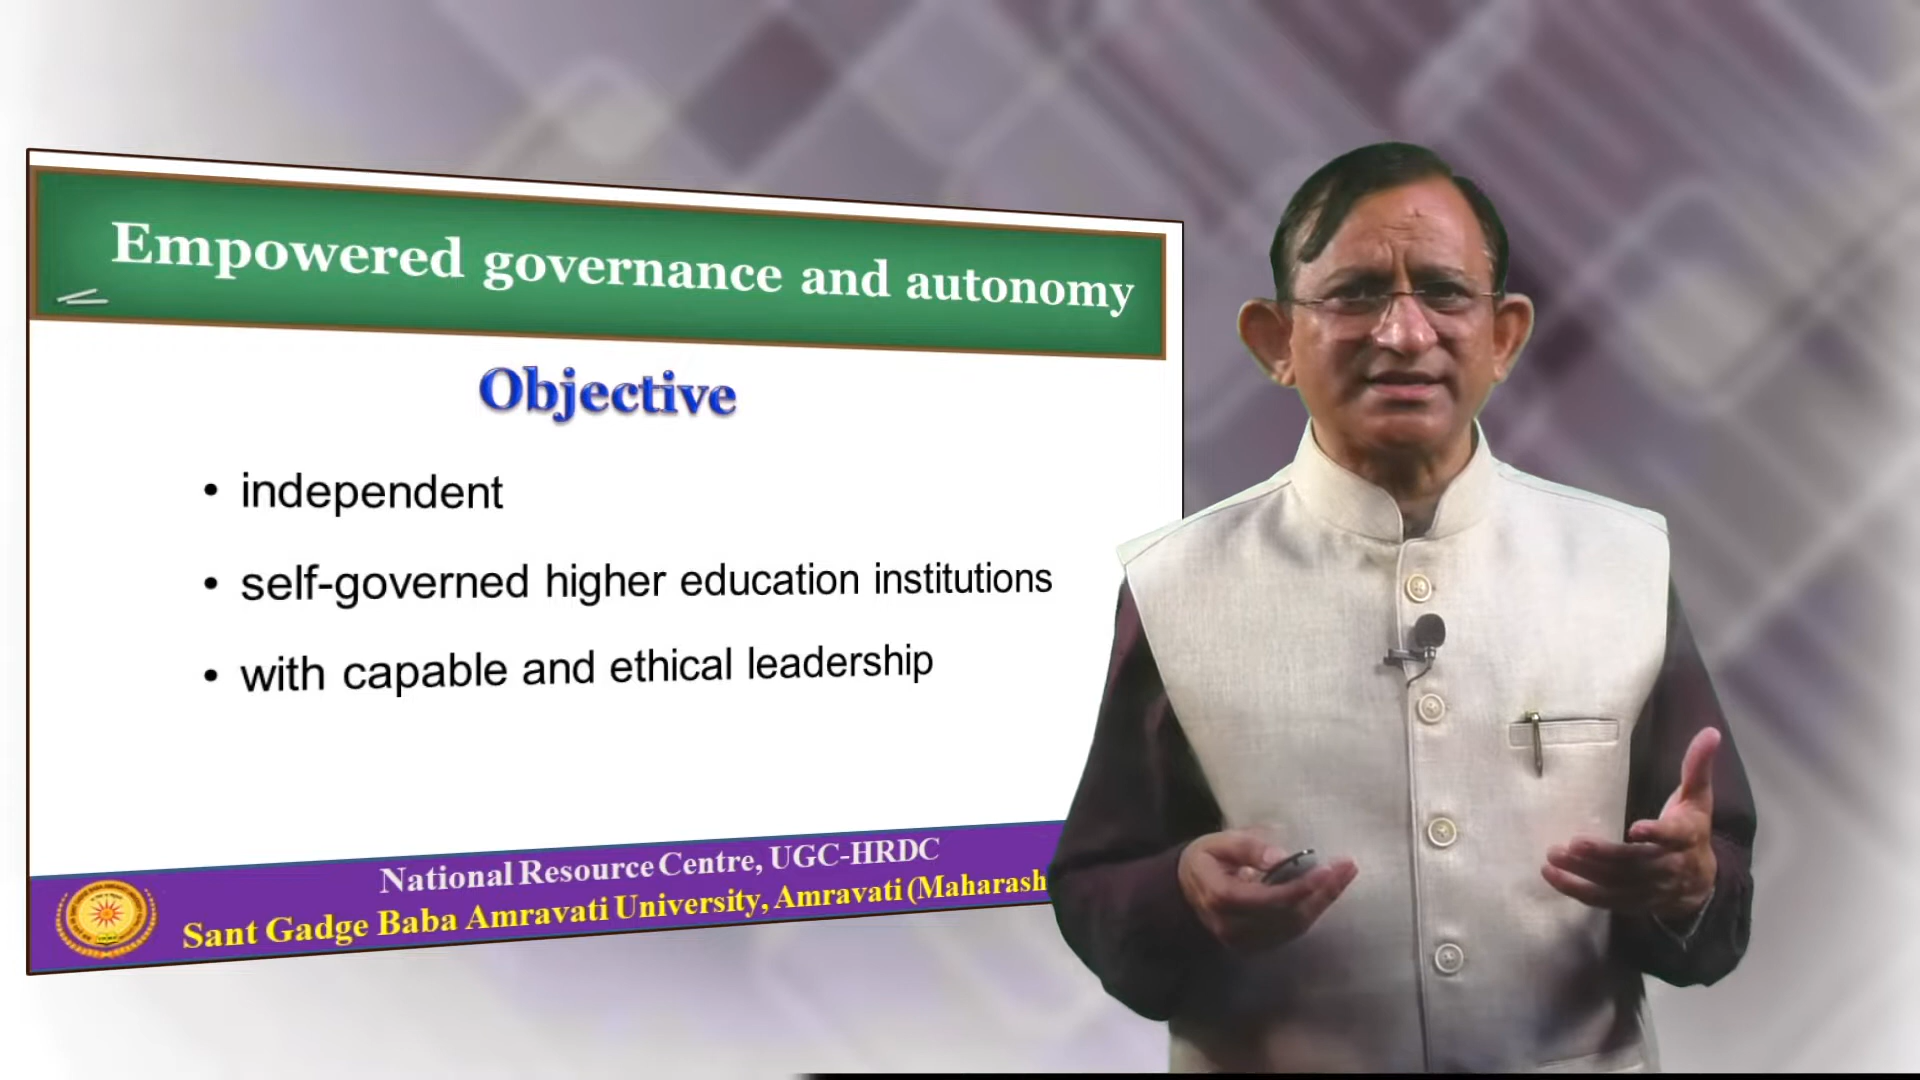 Empowered governance and autonomy
Objective
• independent
• self-governed higher education institutions
• with capable and ethical leadership
National Resource Centre, UGC-HRDC
Sant Gadge Baba Amravati University, Amravati (Maharash